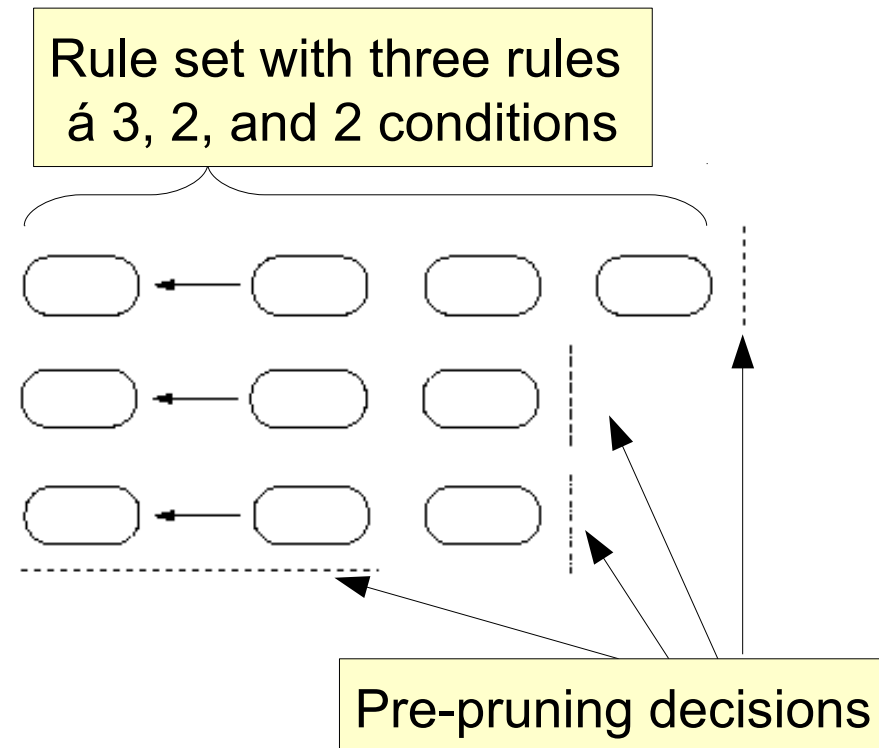 Rule set with three rules
á 3, 2, and 2 conditions
Pre-pruning decisions